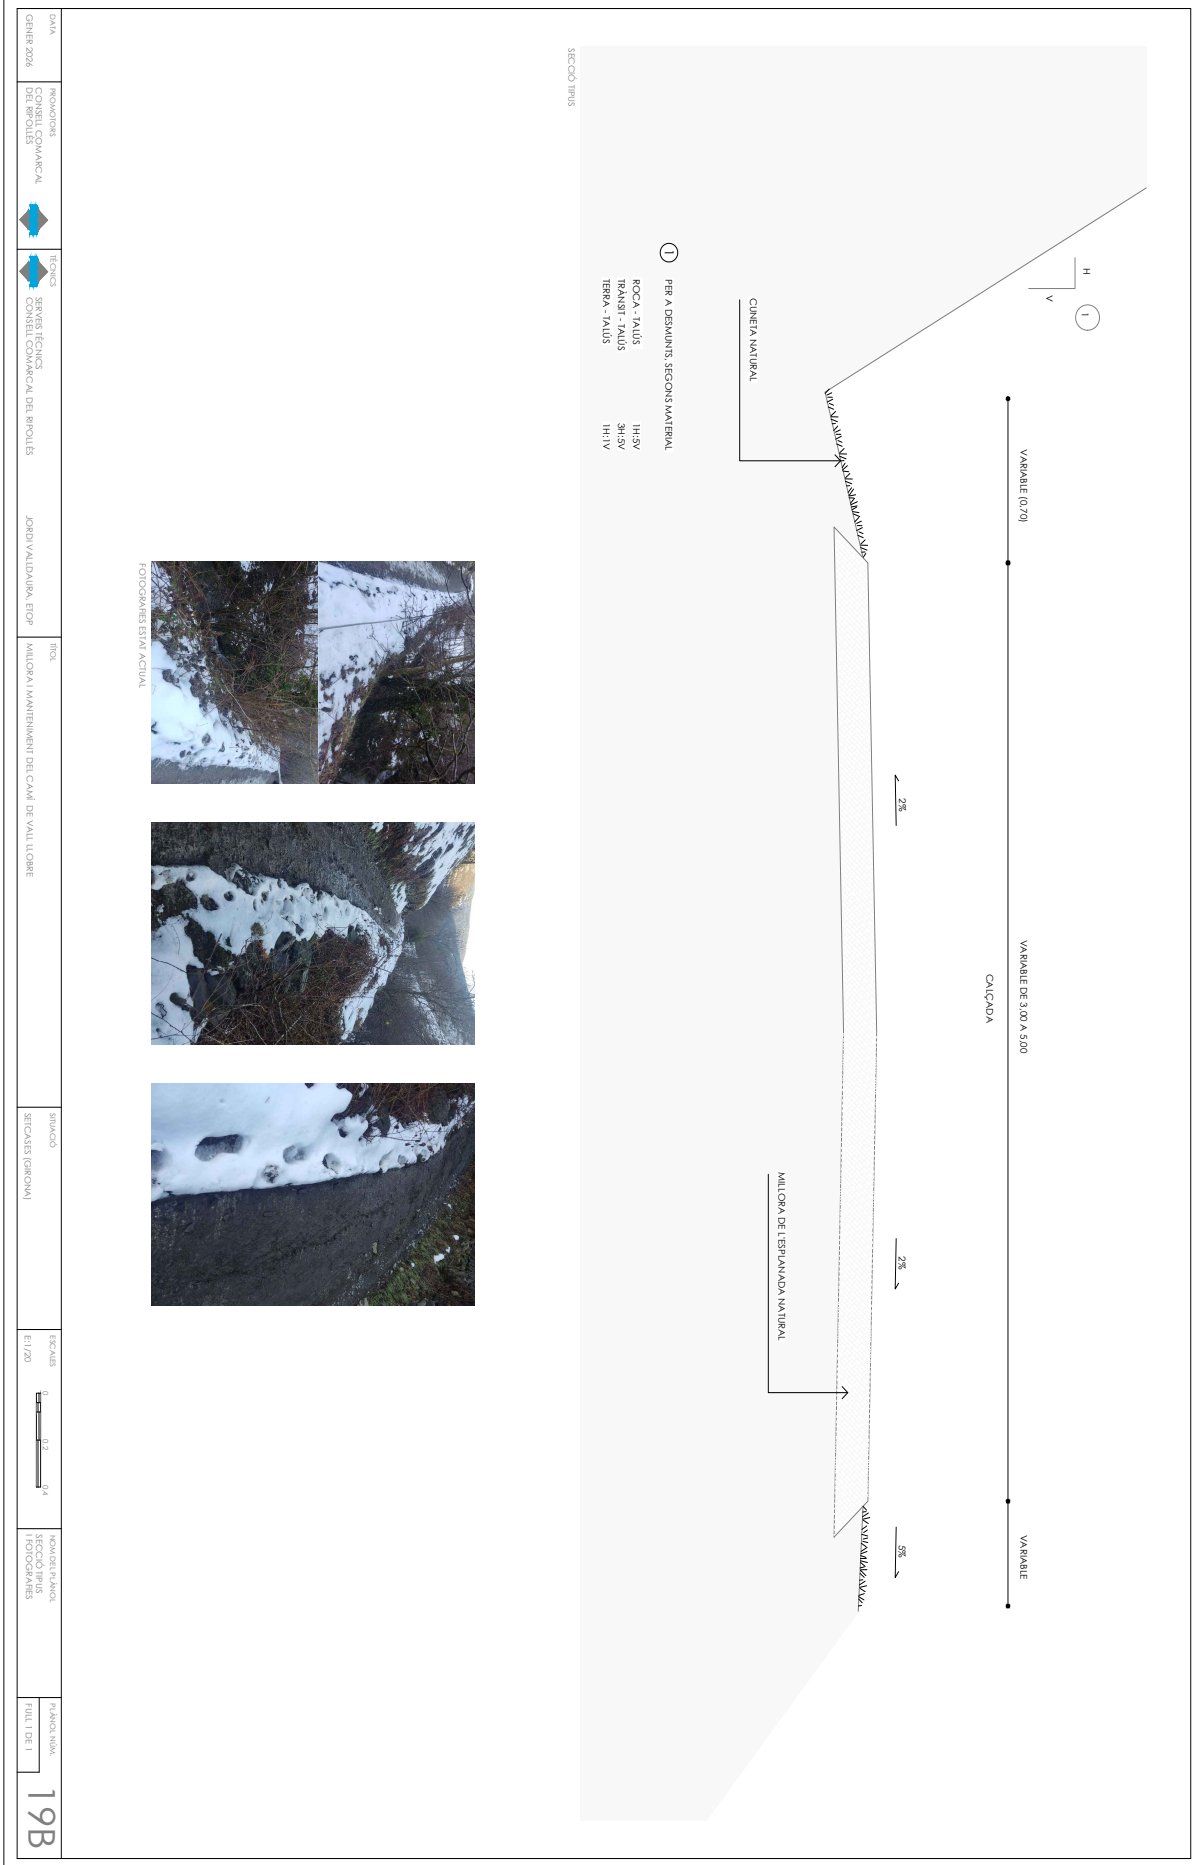 H
V
1
VARIABLE (0,70)
VARIABLE DE 3,00 A 5,00
VARIABLE
CALÇADA
2%
2%
5%
CUNETA NATURAL
MILLORA DE L'ESPLANADA NATURAL
1 PER A DESMUNTS, SEGONS MATERIAL
ROCA - TALÚS 1H:5V
TRÀNSIT - TALÚS 3H:5V
TERRA - TALÚS 1H:1V
SECCIÓ TIPUS
FOTOGRAFIES ESTAT ACTUAL
DATA
GENER 2026
PROMOTORS
CONSELL COMARCAL
DEL RIPOLLÈS
TÈCNICS
SERVEIS TÈCNICS
CONSELL COMARCAL DEL RIPOLLÈS
JORDI VALLDAURA, ETOP
TÍTOL
MILLORA I MANTENIMENT DEL CAMÍ DE VALL LLOBRE
SITUACIÓ
SETCASES (GIRONA)
ESCALES
E:1/20
0 0.2 0.4
NOM DEL PLÀNOL
SECCIÓ TIPUS
I FOTOGRAFIES
PLÀNOL NÚM.
FULL 1 DE 1
19B